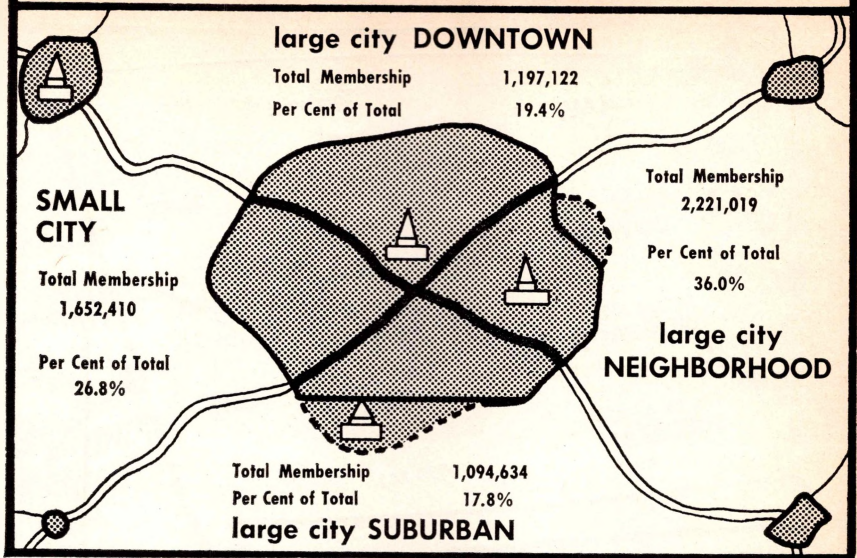 large city DOWNTOWN
Total Membership 1,197,122
Per Cent of Total 19.4%
SMALL
CITY
Total Membership
1,652,410
Per Cent of Total
26.8%
Total Membership
2,221,019
Per Cent of Total
36.0%
large city
NEIGHBORHOOD
Total Membership 1,094,634
Per Cent of Total 17.8%
large city SUBURBAN